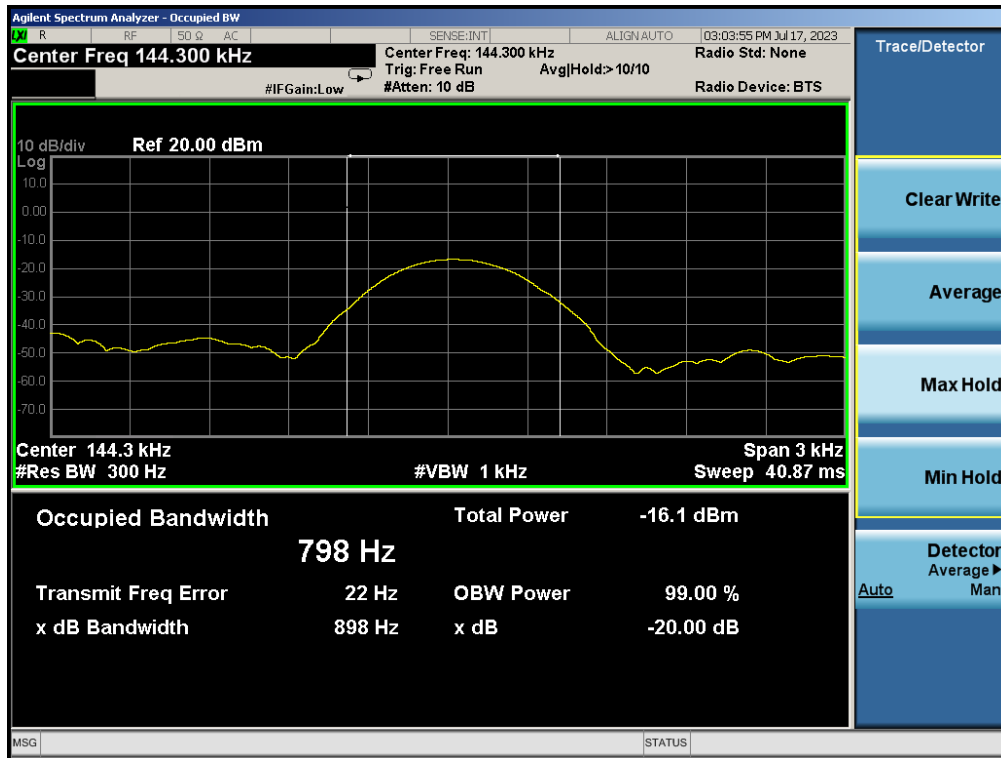 Agilent Spectrum Analyzer - Occupied BW
LXI R RF 50 Ω AC SENSE:INT ALIGN AUTO 03:03:55 PM Jul 17, 2023
Center Freq 144.300 kHz
Center Freq: 144.300 kHz Radio Std: None
Trig: Free Run Avg|Hold:> 10/10
#IFGain:Low #Atten: 10 dB Radio Device: BTS
Trace/Detector
10 dB/div Ref 20.00 dBm
Log
10.0
0.00
-10.0
-20.0
-30.0
-40.0
-50.0
-60.0
-70.0
Center 144.3 kHz Span 3 kHz
#Res BW 300 Hz #VBW 1 kHz Sweep 40.87 ms
Clear Write
Average
Max Hold
Min Hold
Detector
Average
Auto Man
Occupied Bandwidth Total Power -16.1 dBm
798 Hz
Transmit Freq Error 22 Hz OBW Power 99.00 %
x dB Bandwidth 898 Hz x dB -20.00 dB
MSG STATUS